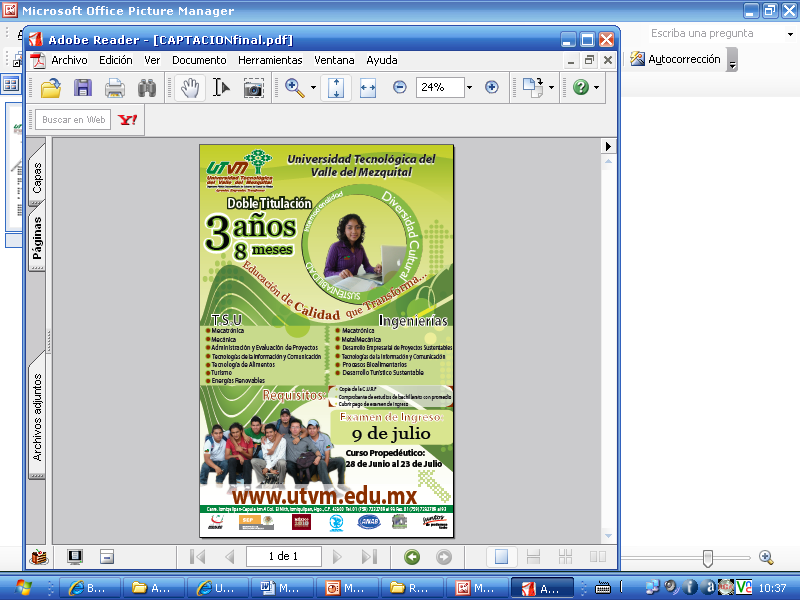 Microsoft Office Picture Manager
Escriba una pregunta
Autocorrección
Adobe Reader - [CAPTACIONfinal.pdf]
Archivo Edición Ver Documento Herramientas Ventana Ayuda
24%
Buscar en Web
Y!
Capas
Páginas
Archivos adjuntos
UTVM
Universidad Tecnológica
del Valle del Mezquital
Universidad Tecnológica del
Valle del Mezquital
Doble Titulación
3 años
8 meses
Internacionalidad
Diversidad Cultural
SUSTENTABILIDAD
Educación de Calidad que Transforma...
T.S.U
Mecatrónica
Mecánica
Administración y Evaluación de Proyectos
Tecnologías de la Información y Comunicación
Tecnología de Alimentos
Turismo
Energías Renovables
Ingenierías
Mecatrónica
MetalMecánica
Desarrollo Empresarial de Proyectos Sustentables
Tecnologías de la Información y Comunicación
Procesos Bioalimentarios
Desarrollo Turístico Sustentable
Requisitos:
Copia de la C.U.R.P
Comprobante de estudios de bachillerato con promedio
Cubrir pago de examen de ingreso
Examen de Ingreso:
9 de julio
Curso Propedéutico:
28 de Junio al 23 de Julio
www.utvm.edu.mx
SEP
1 de 1
B...
A...
U...
M...
M...
R...
M...
A...
10:37